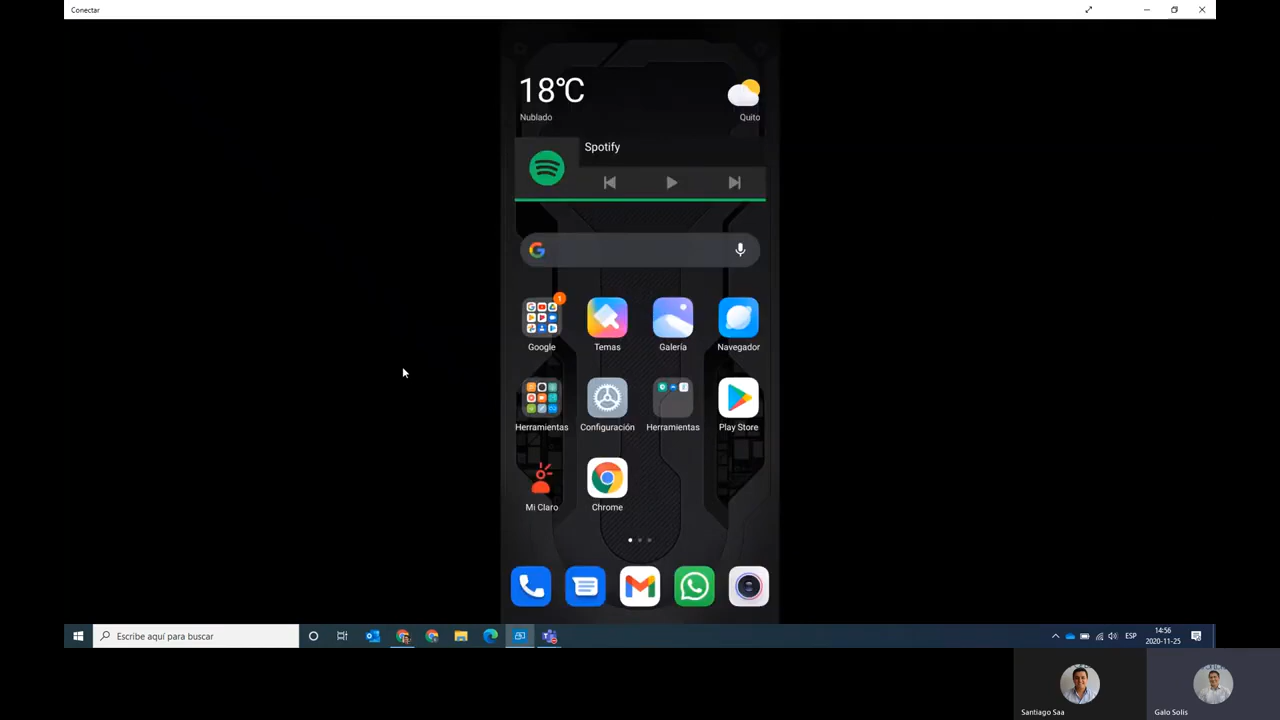 Conectar
18°C
Nublado
Quito
Spotify
Google
Temas
Galería
Navegador
Herramientas
Configuración
Herramientas
Play Store
Mi Claro
Chrome
Escribe aquí para buscar
ESP
14:56
2020-11-25
Santiago Saa
Galo Solis